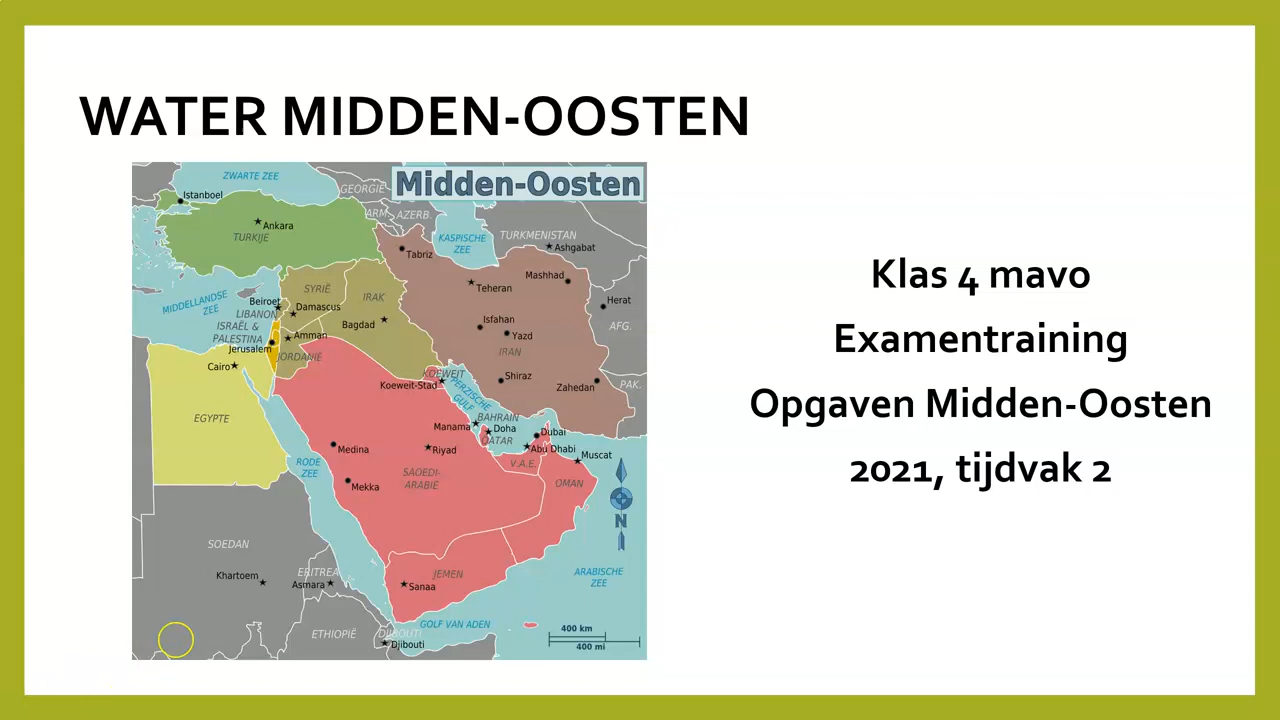 WATER MIDDEN-OOSTEN
Midden-Oosten
ZWARTE ZEE
GEORGIË
Istanboel
ARM.
AZERB.
Ankara
TURKIJE
KASPISCHE
ZEE
TURKMENISTAN
Ashgabat
Tabriz
Mashhad
Teheran
SYRIË
IRAK
Herat
MIDDELLANDSE
ZEE
Beiroet
Damascus
LIBANON
Isfahan
Yazd
AFG.
ISRAËL &
PALESTINA
Bagdad
Amman
Jerusalem
JORDANIË
IRAN
Cairo
KOEWEIT
Koeweit-Stad
Shiraz
Zahedan
PAK.
PERZISCHE
GULF
EGYPTE
BAHRAIN
Manama
Doha
QATAR
Dubai
Abu Dhabi
Muscat
Medina
Riyad
V.A.E.
RODE
ZEE
SAOEDI-
ARABIË
Mekka
OMAN
N
SOEDAN
Khartoem
ERITREA
Asmara
JEMEN
Sanaa
ARABISCHE
ZEE
ETHIOPIË
DJIBOUTI
Djibouti
GOLF VAN ADEN
400 km
400 mi
Klas 4 mavo
Examentraining
Opgaven Midden-Oosten
2021, tijdvak 2